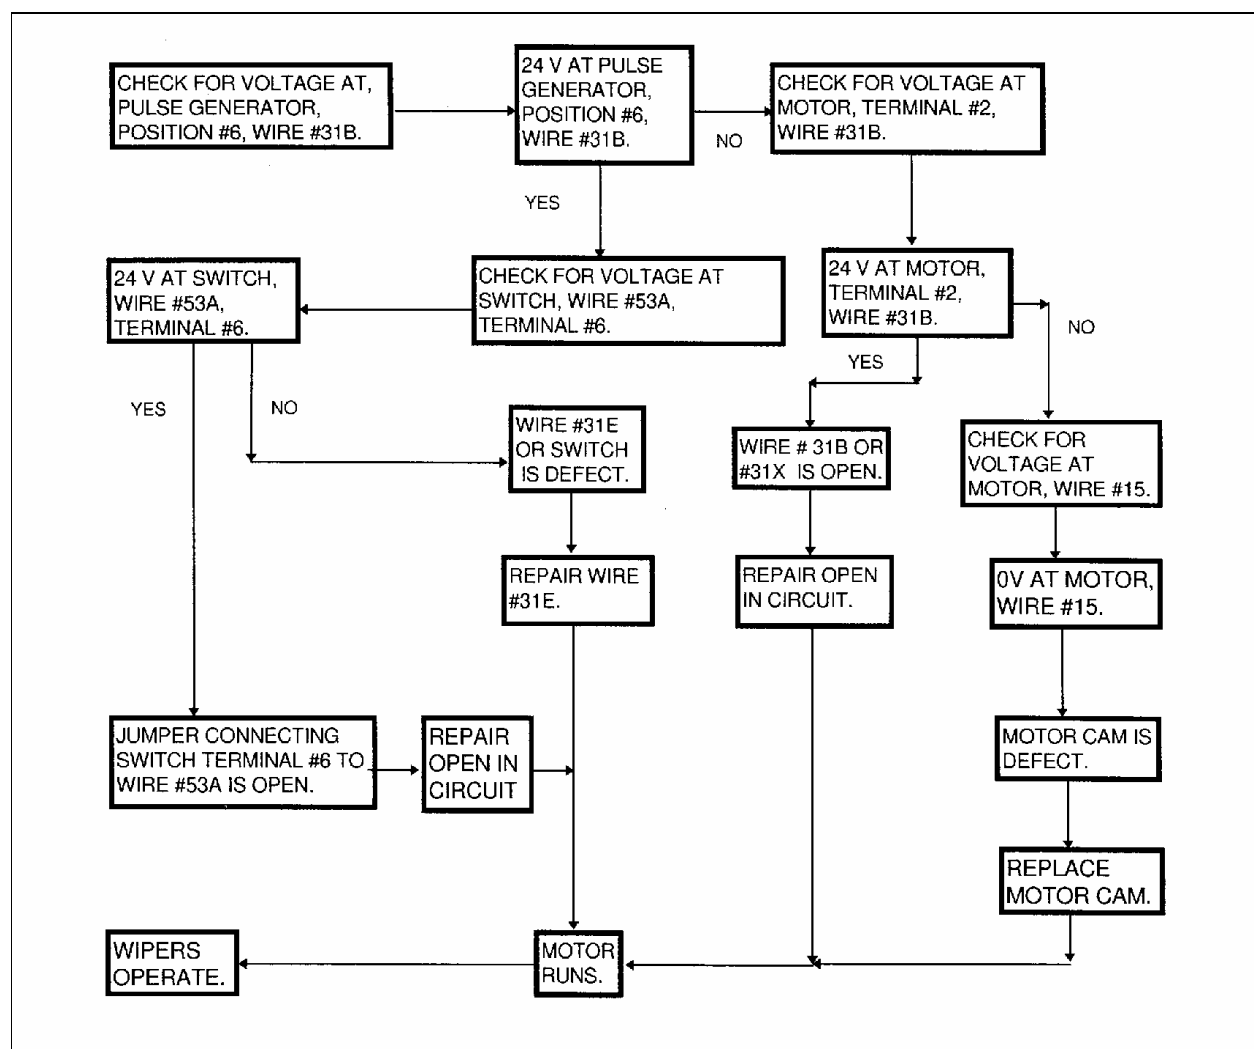 CHECK FOR VOLTAGE AT,
PULSE GENERATOR,
POSITION #6, WIRE #31B.
24 V AT PULSE
GENERATOR,
POSITION #6,
WIRE #31B.
NO
CHECK FOR VOLTAGE AT
MOTOR, TERMINAL #2,
WIRE #31B.
YES
24 V AT SWITCH,
WIRE #53A,
TERMINAL #6.
CHECK FOR VOLTAGE AT
SWITCH, WIRE #53A,
TERMINAL #6.
24 V AT MOTOR,
TERMINAL #2,
WIRE #31B.
NO
YES
YES
NO
WIRE #31E
OR SWITCH
IS DEFECT.
WIRE # 31B OR
#31X IS OPEN.
CHECK FOR
VOLTAGE AT
MOTOR, WIRE #15.
REPAIR WIRE
#31E.
REPAIR OPEN
IN CIRCUIT.
0V AT MOTOR,
WIRE #15.
JUMPER CONNECTING
SWITCH TERMINAL #6 TO
WIRE #53A IS OPEN.
REPAIR
OPEN IN
CIRCUIT
MOTOR CAM IS
DEFECT.
REPLACE
MOTOR CAM.
WIPERS
OPERATE.
MOTOR
RUNS.